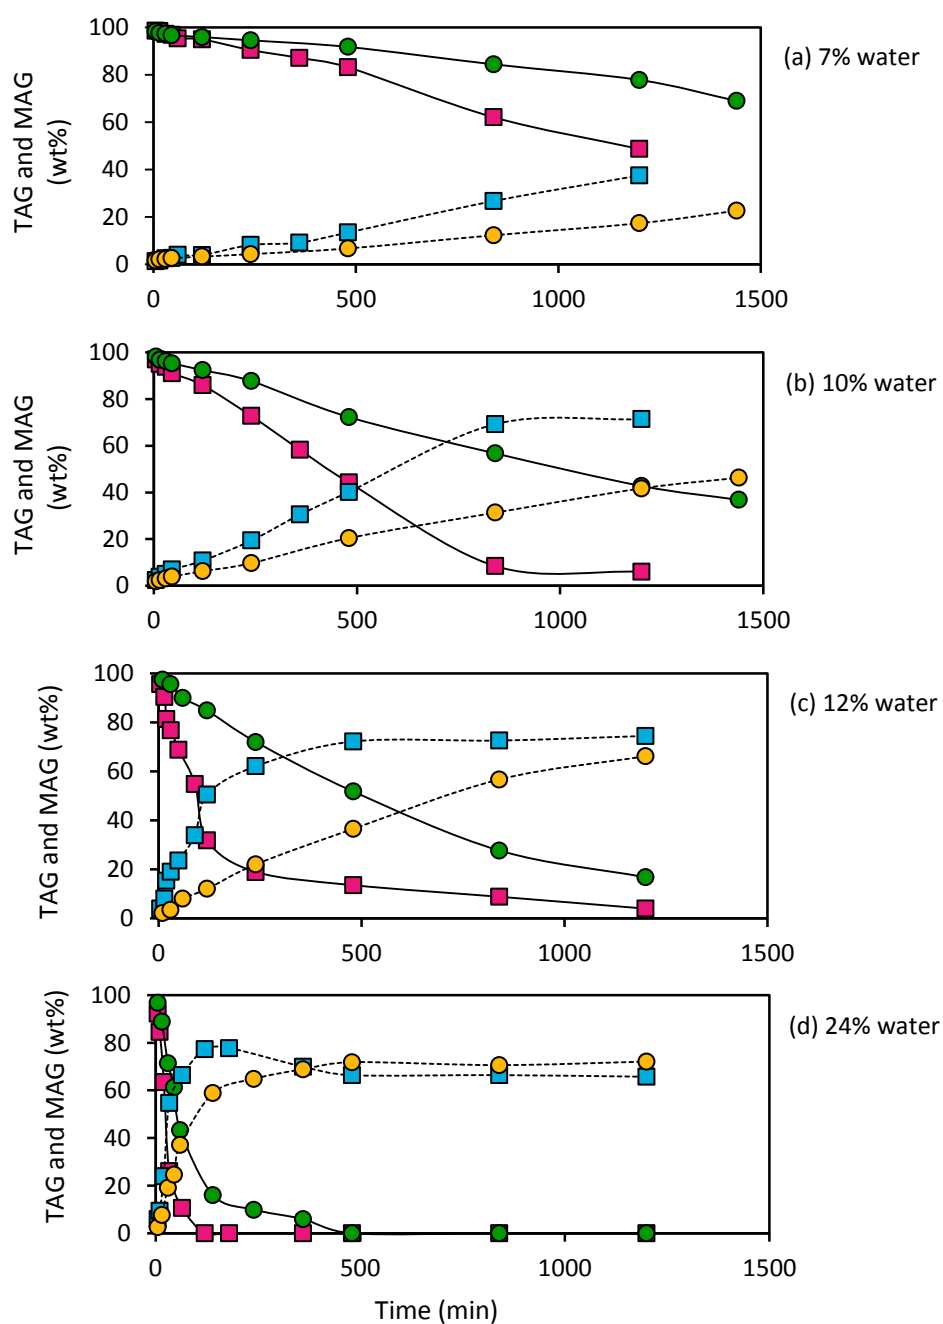 100
80
60
40
20
0
TAG and MAG
(wt%)
0 500 1000 1500
(a) 7% water
100
80
60
40
20
0
TAG and MAG
(wt%)
0 500 1000 1500
(b) 10% water
100
80
60
40
20
0
TAG and MAG (wt%)
0 500 1000 1500
(c) 12% water
100
80
60
40
20
0
TAG and MAG (wt%)
0 500 1000 1500
(d) 24% water
Time (min)